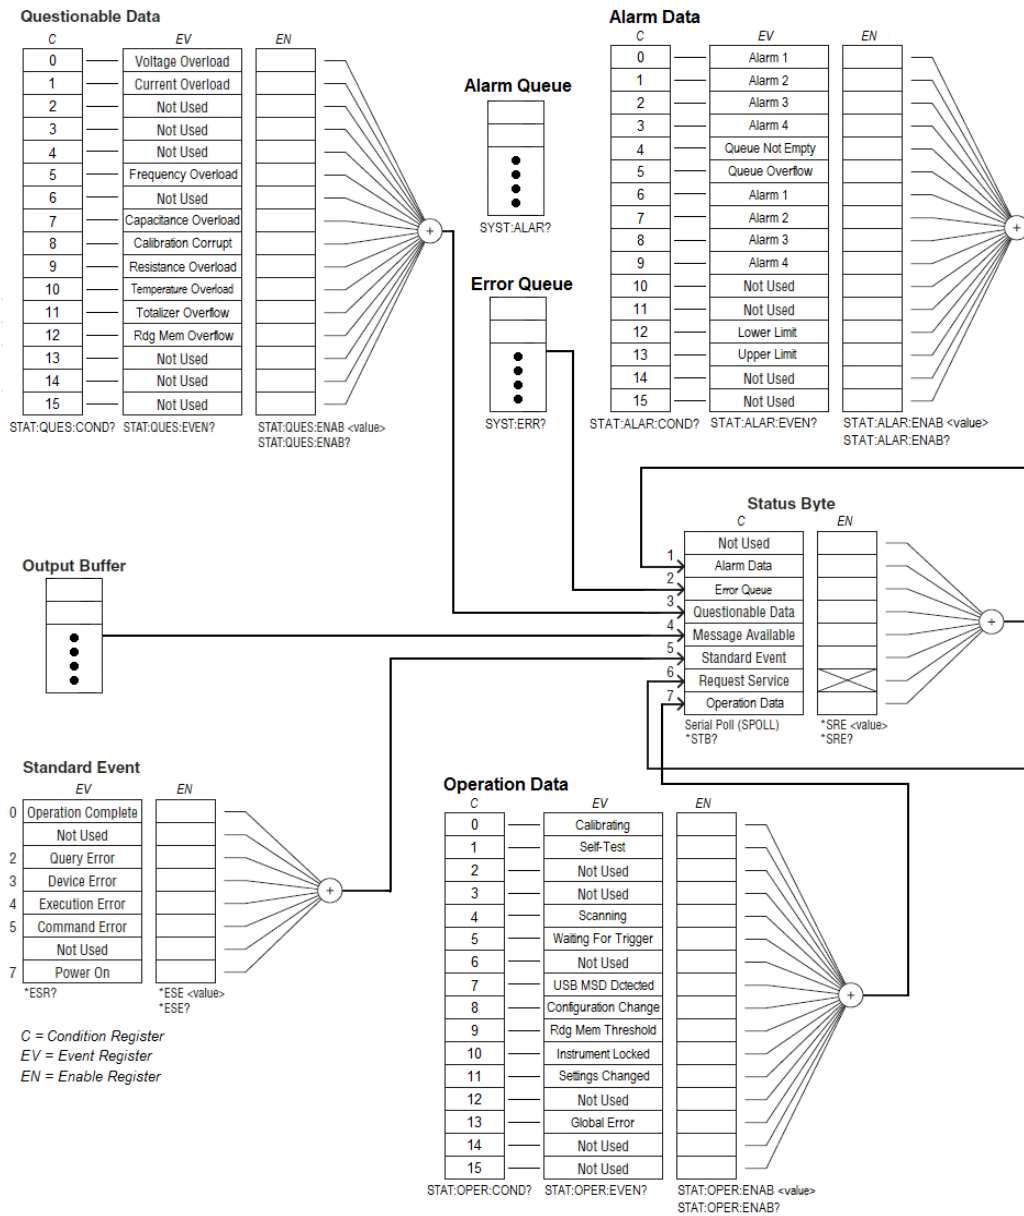 Questionable Data
C EV EN
0 Voltage Overload
1 Current Overload
2 Not Used
3 Not Used
4 Not Used
5 Frequency Overload
6 Not Used
7 Capacitance Overload
8 Calibration Corrupt
9 Resistance Overload
10 Temperature Overload
11 Totalizer Overflow
12 Rdg Mem Overflow
13 Not Used
14 Not Used
15 Not Used
+
STAT:QUES:COND? STAT:QUES:EVEN? STAT:QUES:ENAB <value>
STAT:QUES:ENAB?
Alarm Queue
SYST:ALAR?
Error Queue
SYST:ERR?
Alarm Data
C EV EN
0 Alarm 1
1 Alarm 2
2 Alarm 3
3 Alarm 4
4 Queue Not Empty
5 Queue Overflow
6 Alarm 1
7 Alarm 2
8 Alarm 3
9 Alarm 4
10 Not Used
11 Not Used
12 Lower Limit
13 Upper Limit
14 Not Used
15 Not Used
+
STAT:ALAR:COND? STAT:ALAR:EVEN? STAT:ALAR:ENAB <value>
STAT:ALAR:ENAB?
Status Byte
C EN
Not Used
1 Alarm Data
2 Error Queue
3 Questionable Data
4 Message Available
5 Standard Event
6 Request Service
7 Operation Data
+
Serial Poll (SPOLL) *SRE <value>
*STB? *SRE?
Output Buffer
Standard Event
EV EN
0 Operation Complete
Not Used
2 Query Error
3 Device Error
4 Execution Error
5 Command Error
Not Used
7 Power On
+
*ESR? *ESE <value>
*ESE?
C = Condition Register
EV = Event Register
EN = Enable Register
Operation Data
C EV EN
0 Calibrating
1 Self-Test
2 Not Used
3 Not Used
4 Scanning
5 Waiting For Trigger
6 Not Used
7 USB MSD Dctected
8 Configuration Change
9 Rdg Mem Threshold
10 Instrument Locked
11 Settings Changed
12 Not Used
13 Global Error
14 Not Used
15 Not Used
+
STAT:OPER:COND? STAT:OPER:EVEN? STAT:OPER:ENAB <value>
STAT:OPER:ENAB?